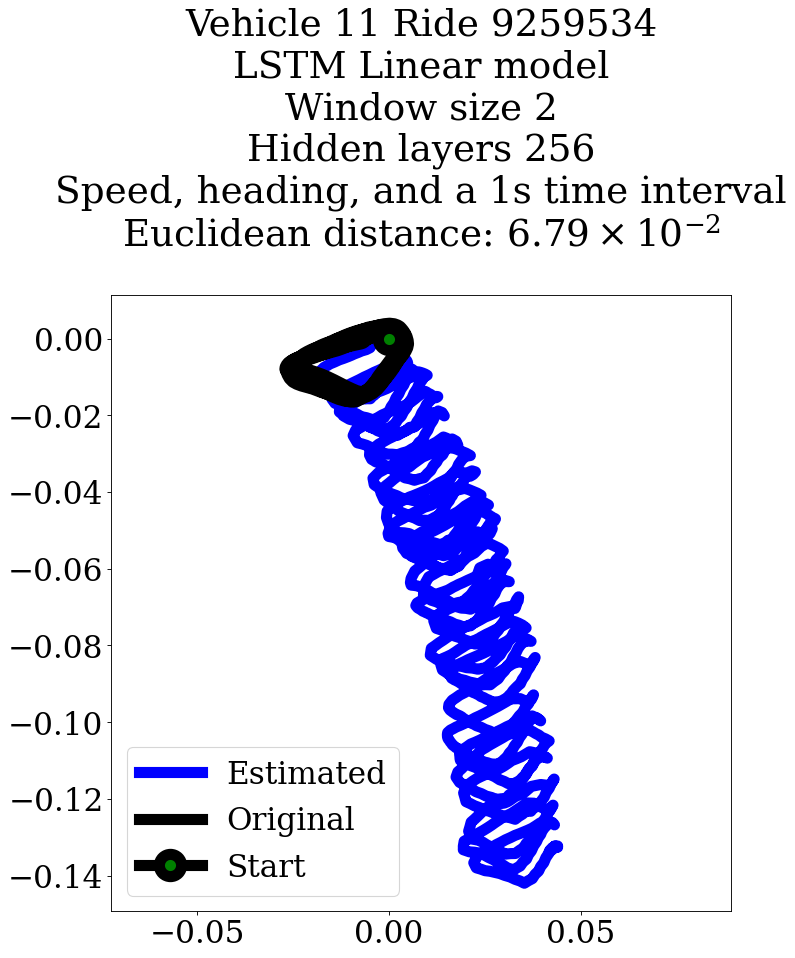 Vehicle 11 Ride 9259534
LSTM Linear model
Window size 2
Hidden layers 256
Speed, heading, and a 1s time interval
Euclidean distance: 6.79 × 10⁻²
0.00
−0.02
−0.04
−0.06
−0.08
−0.10
−0.12
−0.14
Estimated
Original
Start
−0.05 0.00 0.05